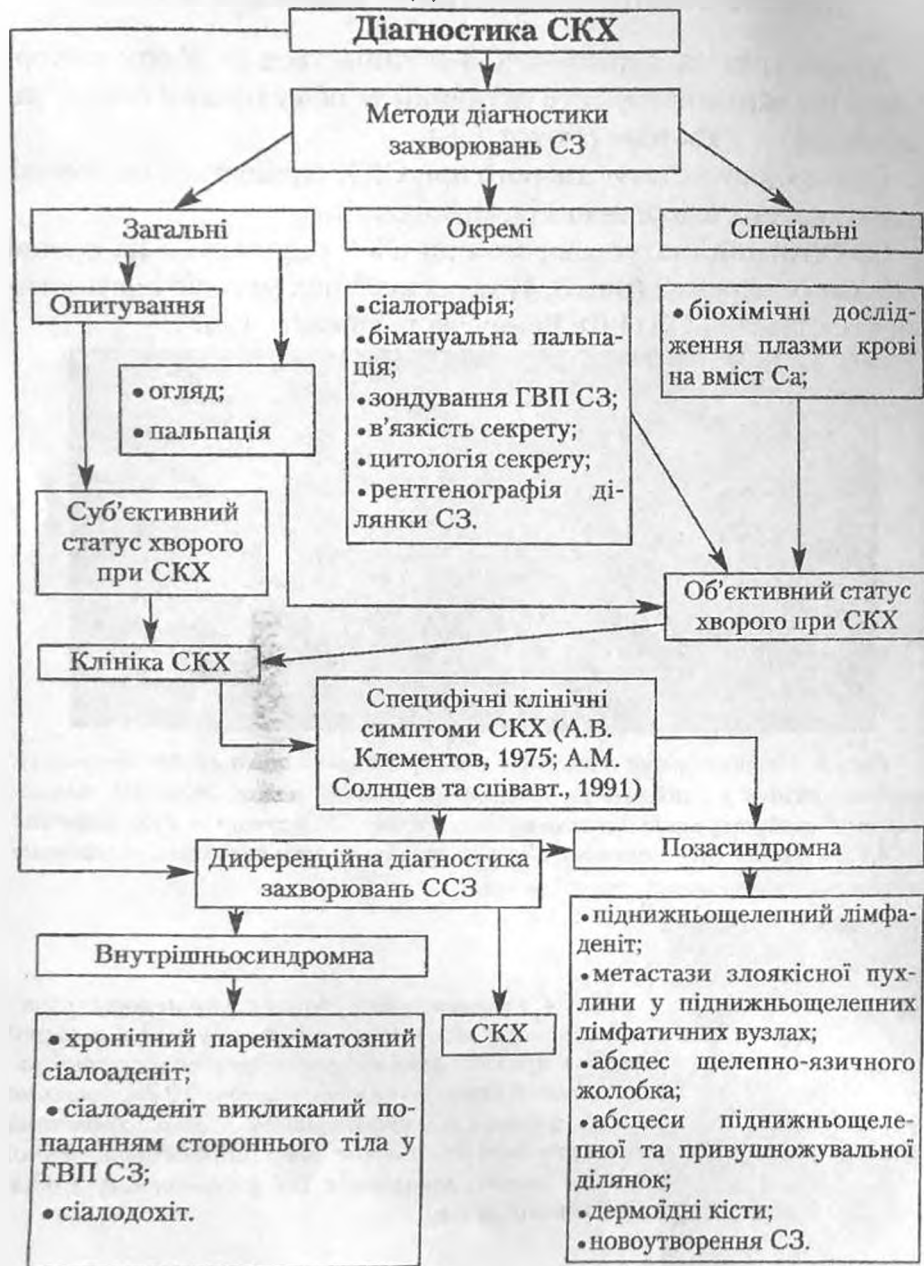 Діагностика СКХ
Методи діагностики
захворювань СЗ
Загальні
Окремі
Спеціальні
Опитування
• огляд;
• пальпація
• сіалографія;
• бімануальна пальпа-
ція;
• зондування ГВП СЗ;
• в'язкість секрету;
• цитологія секрету;
• рентгенографія ді-
лянки СЗ.
• біохімічні дослід-
ження плазми крові
на вміст Са;
Суб'єктивний
статус хворого
при СКХ
Об'єктивний статус
хворого при СКХ
Клініка СКХ
Специфічні клінічні
симптоми СКХ (А.В.
Клементов, 1975; А.М.
Солнцев та співавт., 1991)
Диференційна діагностика
захворювань ССЗ
Позасиндромна
Внутрішньосиндромна
СКХ
• хронічний паренхіматозний
сіалоаденіт;
• сіалоаденіт викликаний по-
паданням стороннього тіла у
ГВП СЗ;
• сіалодохіт.
• піднижньощелепний лімфа-
деніт;
• метастази злоякісної пух-
лини у піднижньощелепних
лімфатичних вузлах;
• абсцес щелепно-язичного
жолобка;
• абсцеси піднижньощеле-
пної та привушножувальної
ділянок;
• дермоїдні кісти;
• новоутворення СЗ.